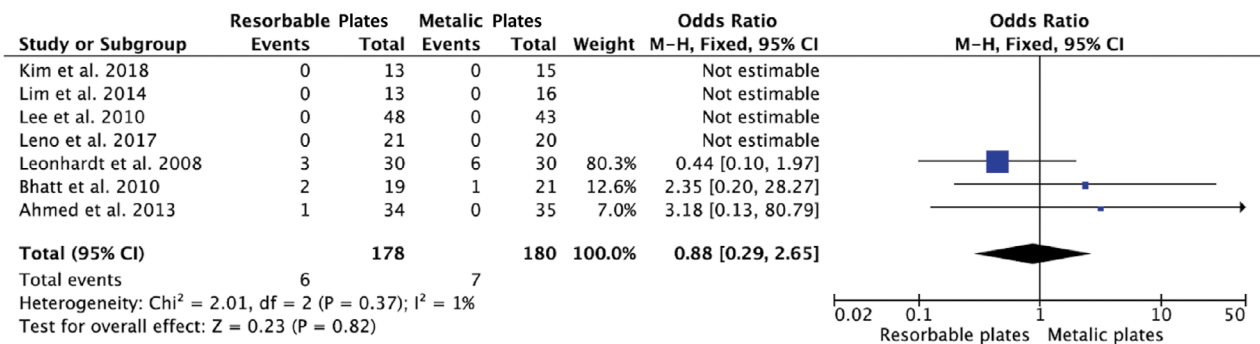 Resorbable Plates Metalic Plates Odds Ratio Odds Ratio
Study or Subgroup Events Total Events Total Weight M-H, Fixed, 95% CI M-H, Fixed, 95% CI
Kim et al. 2018 0 13 0 15 Not estimable
Lim et al. 2014 0 13 0 16 Not estimable
Lee et al. 2010 0 48 0 43 Not estimable
Leno et al. 2017 0 21 0 20 Not estimable
Leonhardt et al. 2008 3 30 6 30 80.3% 0.44 [0.10, 1.97]
Bhatt et al. 2010 2 19 1 21 12.6% 2.35 [0.20, 28.27]
Ahmed et al. 2013 1 34 0 35 7.0% 3.18 [0.13, 80.79]
Total (95% CI) 178 180 100.0% 0.88 [0.29, 2.65]
Total events 6 7
Heterogeneity: Chi² = 2.01, df = 2 (P = 0.37); I² = 1%
Test for overall effect: Z = 0.23 (P = 0.82)
0.02 0.1 1 10 50
Resorbable plates Metalic plates